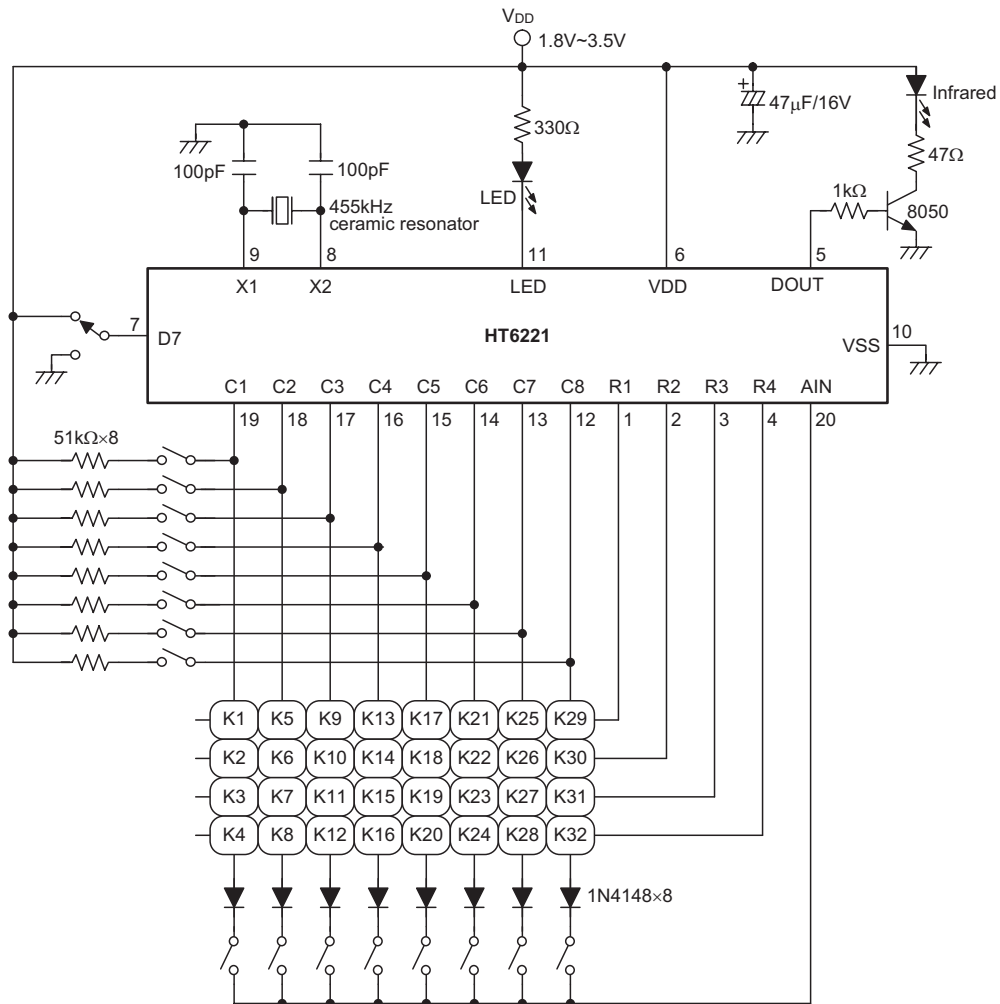 VDD
1.8V~3.5V
Infrared
47μF/16V
330Ω
47Ω
100pF
100pF
1kΩ
LED
8050
455kHz
ceramic resonator
9
8
11
6
5
X1
X2
LED
VDD
DOUT
7
D7
HT6221
10
VSS
C1
C2
C3
C4
C5
C6
C7
C8
R1
R2
R3
R4
AIN
19
18
17
16
15
14
13
12
1
2
3
4
20
51kΩ×8
K1
K5
K9
K13
K17
K21
K25
K29
K2
K6
K10
K14
K18
K22
K26
K30
K3
K7
K11
K15
K19
K23
K27
K31
K4
K8
K12
K16
K20
K24
K28
K32
1N4148×8